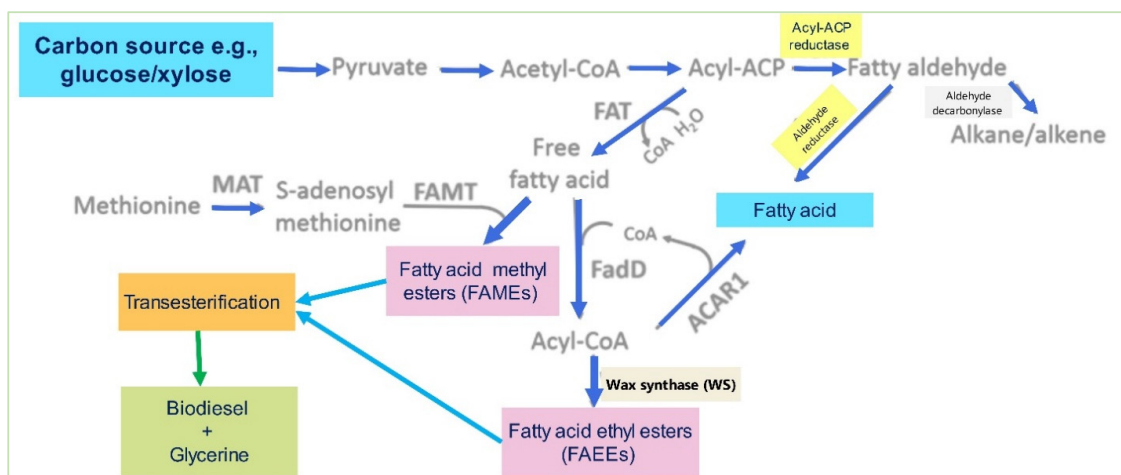 Carbon source e.g.,
glucose/xylose
Pyruvate
Acetyl-CoA
Acyl-ACP
Acyl-ACP
reductase
Fatty aldehyde
Aldehyde
decarbonylase
Alkane/alkene
Aldehyde
reductase
FAT
CoA
H₂O
Free
fatty acid
Methionine
MAT
S-adenosyl
methionine
FAMT
Fatty acid
CoA
FadD
ACAR1
Fatty acid methyl
esters (FAMEs)
Transesterification
Acyl-CoA
Wax synthase (WS)
Biodiesel
+
Glycerine
Fatty acid ethyl esters
(FAEEs)